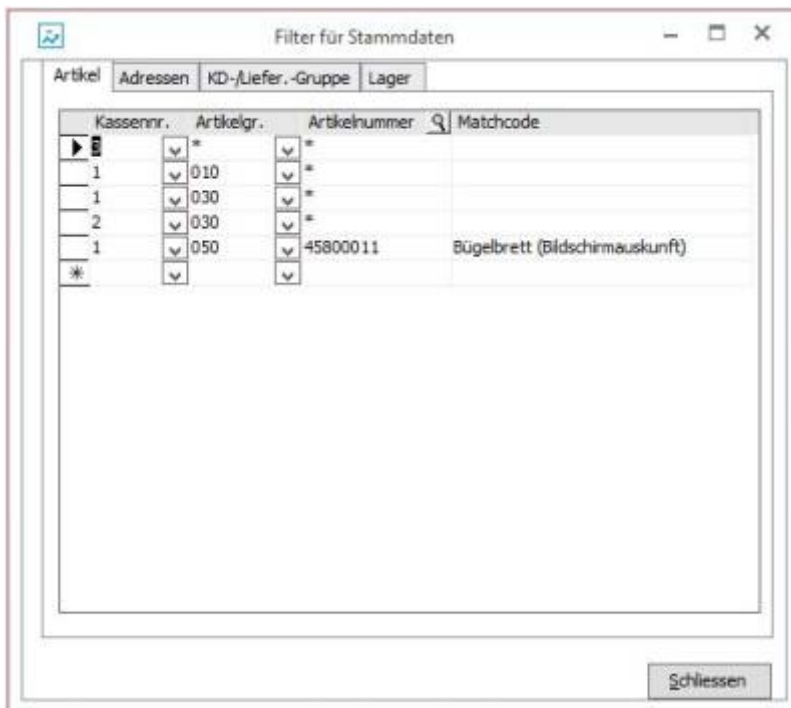 Filter für Stammdaten
Artikel Adressen KD-/Liefer.-Gruppe Lager
Kassennr. Artikelgr. Artikelnummer Matchcode
* *
1 010 *
1 030 *
2 030 *
1 050 45800011 Bügelbrett (Bildschirmauskunft)
*
Schliessen